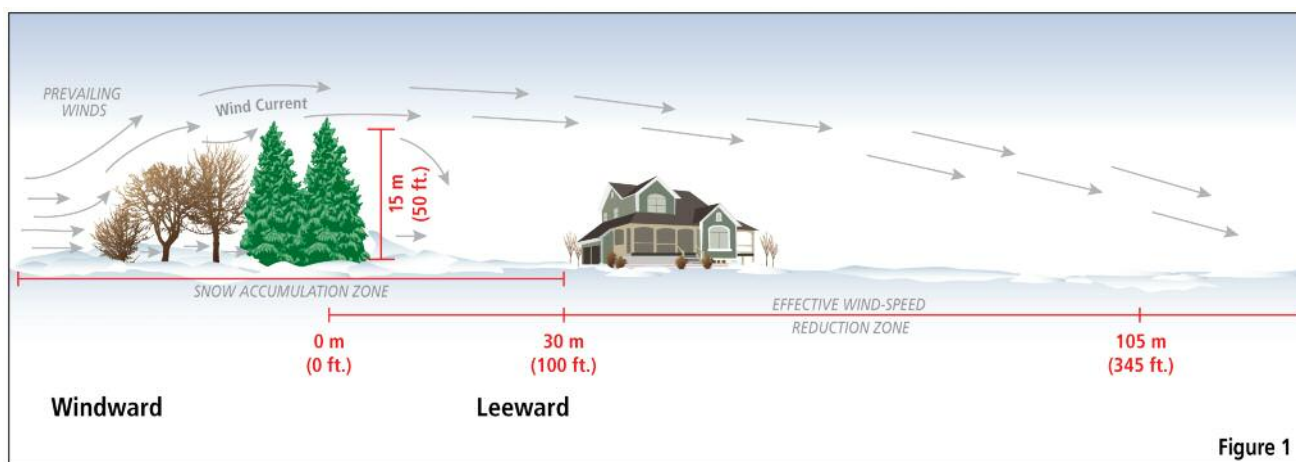 PREVAILING
WINDS
Wind Current
15 m
(50 ft.)
SNOW ACCUMULATION ZONE
EFFECTIVE WIND-SPEED
REDUCTION ZONE
0 m
(0 ft.)
30 m
(100 ft.)
105 m
(345 ft.)
Windward
Leeward
Figure 1